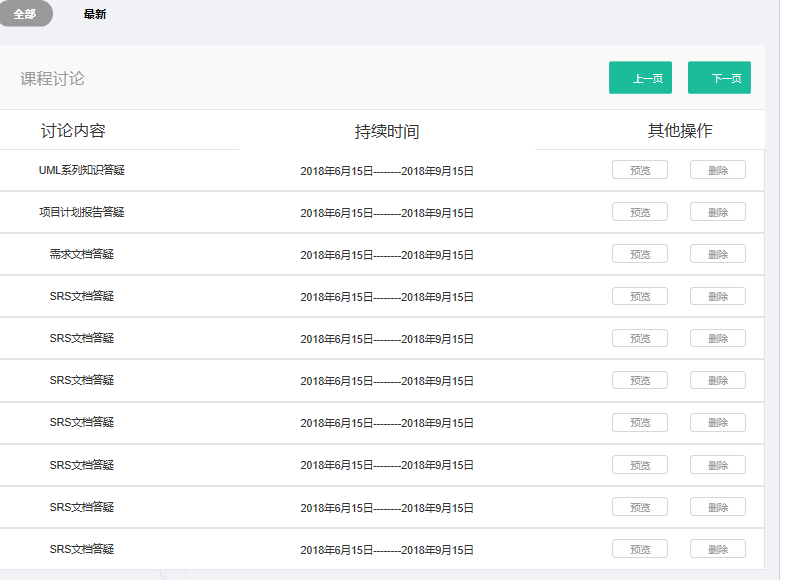 全部 最新
课程讨论 上一页 下一页
讨论内容 持续时间 其他操作
UML系列知识答疑 2018年6月15日--------2018年9月15日 预览 删除
项目计划报告答疑 2018年6月15日--------2018年9月15日 预览 删除
需求文档答疑 2018年6月15日--------2018年9月15日 预览 删除
SRS文档答疑 2018年6月15日--------2018年9月15日 预览 删除
SRS文档答疑 2018年6月15日--------2018年9月15日 预览 删除
SRS文档答疑 2018年6月15日--------2018年9月15日 预览 删除
SRS文档答疑 2018年6月15日--------2018年9月15日 预览 删除
SRS文档答疑 2018年6月15日--------2018年9月15日 预览 删除
SRS文档答疑 2018年6月15日--------2018年9月15日 预览 删除
SRS文档答疑 2018年6月15日--------2018年9月15日 预览 删除